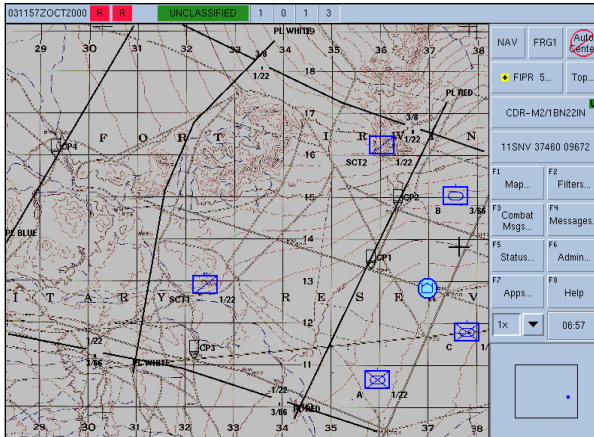 031157ZOCT2000 R R UNCLASSIFIED 1 0 1 3
29 30 31 32 33 34 35 36 37 38
PL WHITE
3/8
1/22
18
PL RED
17
3/8
F O R T I R W N
CP4
16
SCT2 1/22
15
CP2
B 3/66
PL BLUE
14
CP1
13
I T A R Y R E S E V
SCT1 1/22
12
1/22
CP3
C 1/
3/66
PL WHITE
11
1/22
A 1/22
3/66
PL RED
29 30 31 32 33 34 35 36 37 38
NAV FRG1 Auto Center
FIPR 5... Top...
CDR-M2/1BN22IN
11SNV 37460 09672
F1 Map... F2 Filters...
F3 Combat Msgs... F4 Messages..
F5 Status... F6 Admin...
F7 Apps... F8 Help
1x 06:57